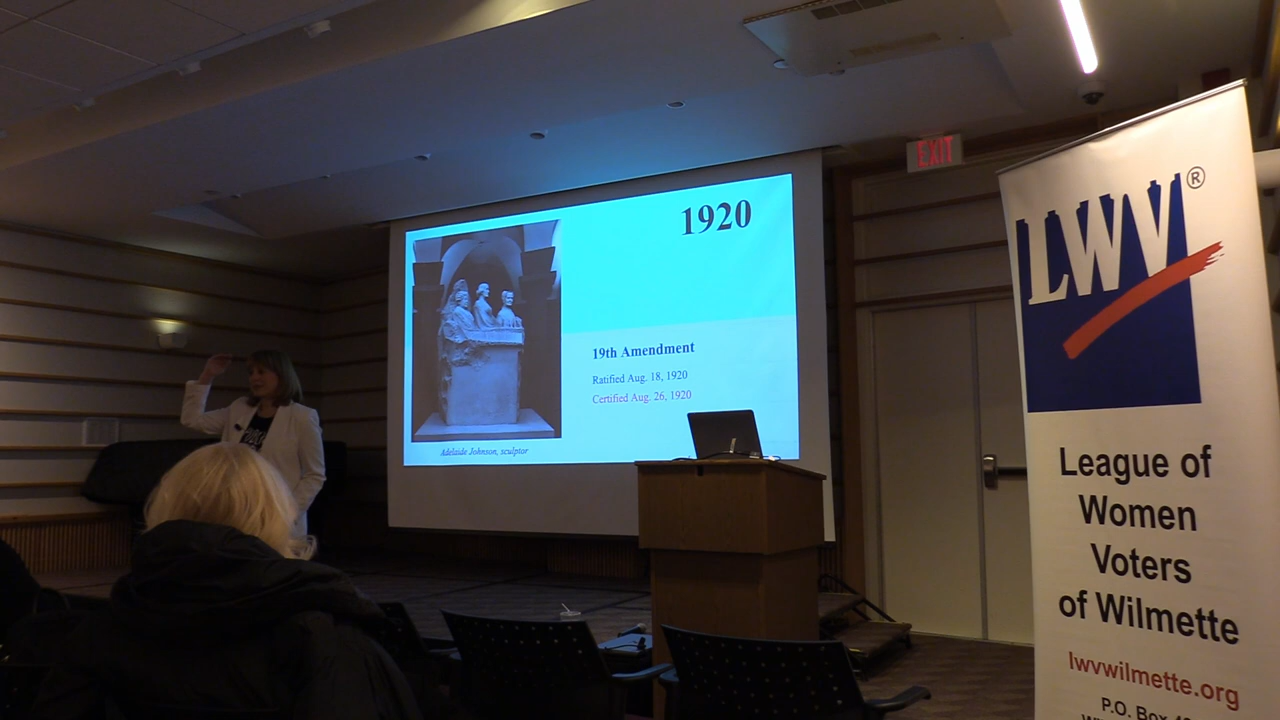 1920
19th Amendment
Ratified Aug. 18, 1920
Certified Aug. 26, 1920
Adelaide Johnson, sculptor
EXIT
LWV®
League of
Women
Voters
of Wilmette
lwvwilmette.org
P.O. Box